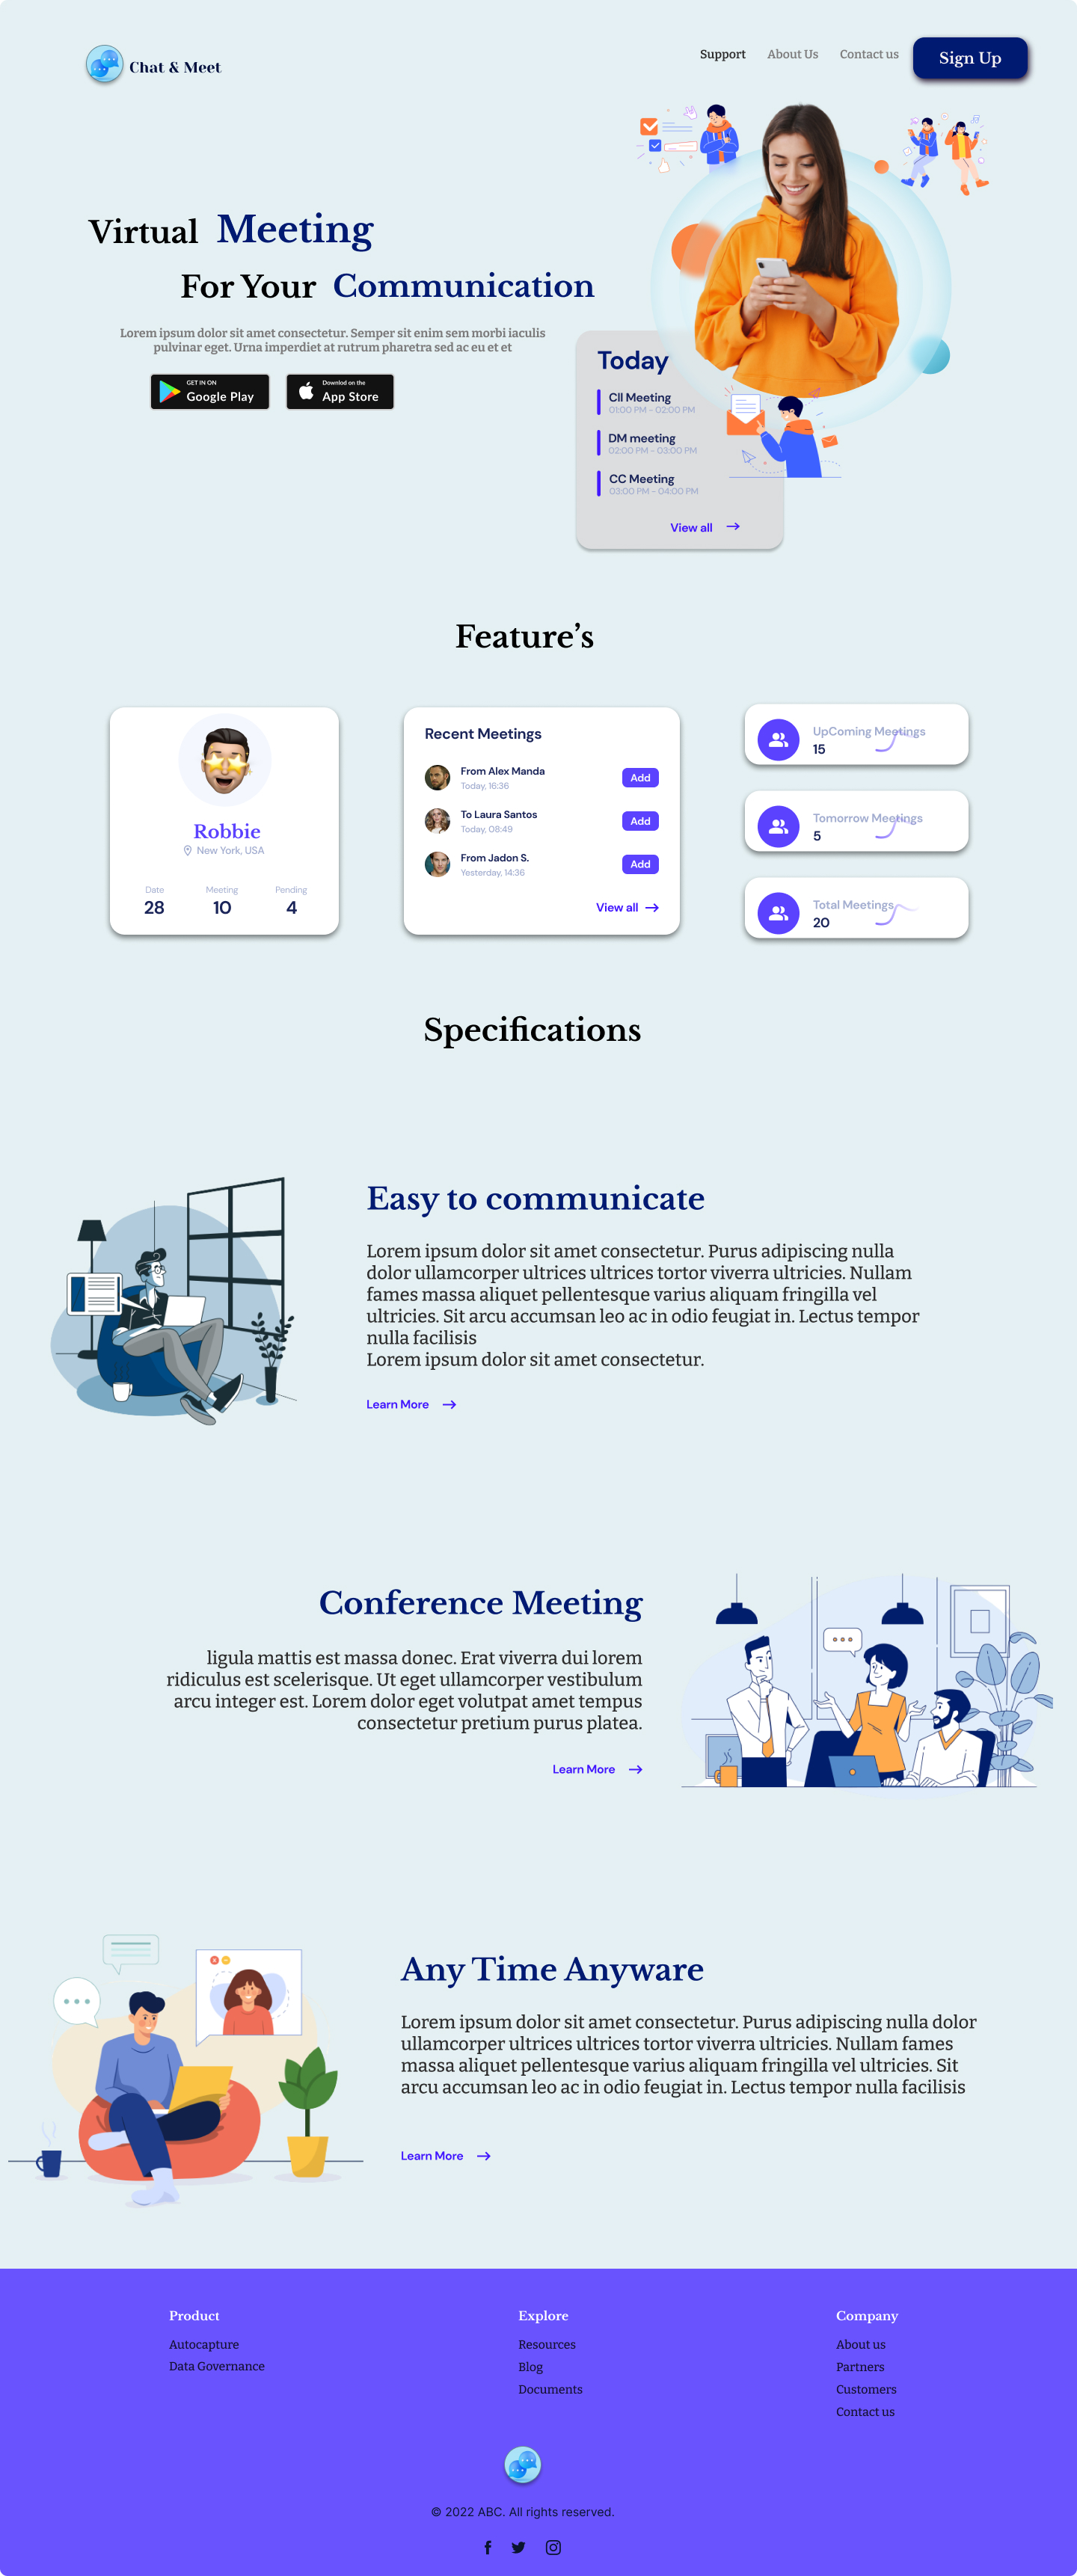 Chat & Meet
Support
About Us
Contact us
Sign Up
Virtual Meeting
For Your Communication
Lorem ipsum dolor sit amet consectetur. Semper sit enim sem morbi iaculis
pulvinar eget. Urna imperdiet at rutrum pharetra sed ac eu et et
GET IN ON
Google Play
Downlod on the
App Store
Today
CII Meeting
01:00 PM - 02:00 PM
DM meeting
02:00 PM - 03:00 PM
CC Meeting
03:00 PM - 04:00 PM
View all
Feature’s
Robbie
New York, USA
Date
Meeting
Pending
28
10
4
Recent Meetings
From Alex Manda
Today, 16:36
Add
To Laura Santos
Today, 08:49
Add
From Jadon S.
Yesterday, 14:36
Add
View all
UpComing Meetings
15
Tomorrow Meetings
5
Total Meetings
20
Specifications
Easy to communicate
Lorem ipsum dolor sit amet consectetur. Purus adipiscing nulla
dolor ullamcorper ultrices ultrices tortor viverra ultricies. Nullam
fames massa aliquet pellentesque varius aliquam fringilla vel
ultricies. Sit arcu accumsan leo ac in odio feugiat in. Lectus tempor
nulla facilisis
Lorem ipsum dolor sit amet consectetur.
Learn More
Conference Meeting
ligula mattis est massa donec. Erat viverra dui lorem
ridiculus est scelerisque. Ut eget ullamcorper vestibulum
arcu integer est. Lorem dolor eget volutpat amet tempus
consectetur pretium purus platea.
Learn More
Any Time Anyware
Lorem ipsum dolor sit amet consectetur. Purus adipiscing nulla dolor
ullamcorper ultrices ultrices tortor viverra ultricies. Nullam fames
massa aliquet pellentesque varius aliquam fringilla vel ultricies. Sit
arcu accumsan leo ac in odio feugiat in. Lectus tempor nulla facilisis
Learn More
Product
Autocapture
Data Governance
Explore
Resources
Blog
Documents
Company
About us
Partners
Customers
Contact us
© 2022 ABC. All rights reserved.